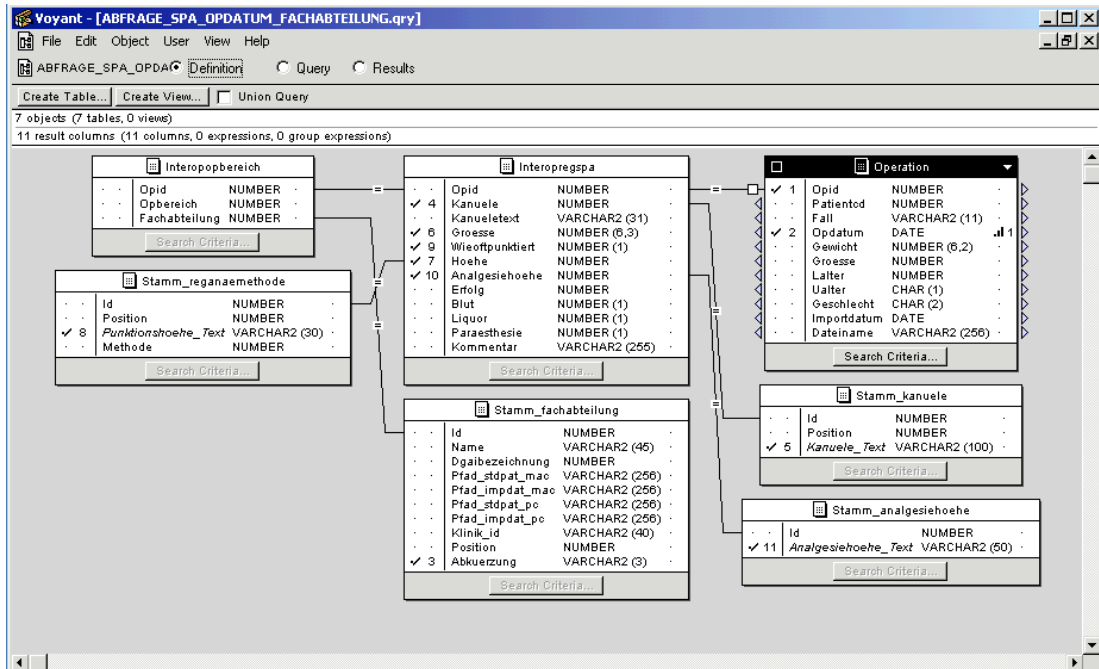 Voyant - [ABFRAGE_SPA_OPDATUM_FACHABTEILUNG.qry]
File Edit Object User View Help
ABFRAGE_SPA_OPDA Definition Query Results
Create Table... Create View... Union Query
7 objects (7 tables, 0 views)
11 result columns (11 columns, 0 expressions, 0 group expressions)
Interopopbereich
Opid NUMBER
Opbereich NUMBER
Fachabteilung NUMBER
Search Criteria...
Stamm_reganaemethode
Id NUMBER
Position NUMBER
8 Punktionshoehe_Text VARCHAR2 (30)
Methode NUMBER
Search Criteria...
Interopregspa
Opid NUMBER
4 Kanuele NUMBER
Kanueletext VARCHAR2 (31)
6 Groesse NUMBER (6,3)
9 Wieoftpunktiert NUMBER (1)
7 Hoehe NUMBER
10 Analgesiehoehe NUMBER
Erfolg NUMBER
Blut NUMBER (1)
Liquor NUMBER (1)
Paraesthesie NUMBER (1)
Kommentar VARCHAR2 (255)
Search Criteria...
Stamm_fachabteilung
Id NUMBER
Name VARCHAR2 (45)
Dgaibezeichnung NUMBER
Pfad_stdpat_mac VARCHAR2 (256)
Pfad_impdat_mac VARCHAR2 (256)
Pfad_stdpat_pc VARCHAR2 (256)
Pfad_impdat_pc VARCHAR2 (256)
Klinik_id VARCHAR2 (40)
Position NUMBER
3 Abkuerzung VARCHAR2 (3)
Search Criteria...
Operation
1 Opid NUMBER
Patientcd NUMBER
Fall VARCHAR2 (11)
2 Opdatum DATE 1
Gewicht NUMBER (6,2)
Groesse NUMBER
Lalter NUMBER
Ualter CHAR (1)
Geschlecht CHAR (2)
Importdatum DATE
Dateiname VARCHAR2 (256)
Search Criteria...
Stamm_kanuele
Id NUMBER
Position NUMBER
5 Kanuele_Text VARCHAR2 (100)
Search Criteria...
Stamm_analgesiehoehe
Id NUMBER
11 Analgesiehoehe_Text VARCHAR2 (50)
Search Criteria...
=
=
=
=
=
=